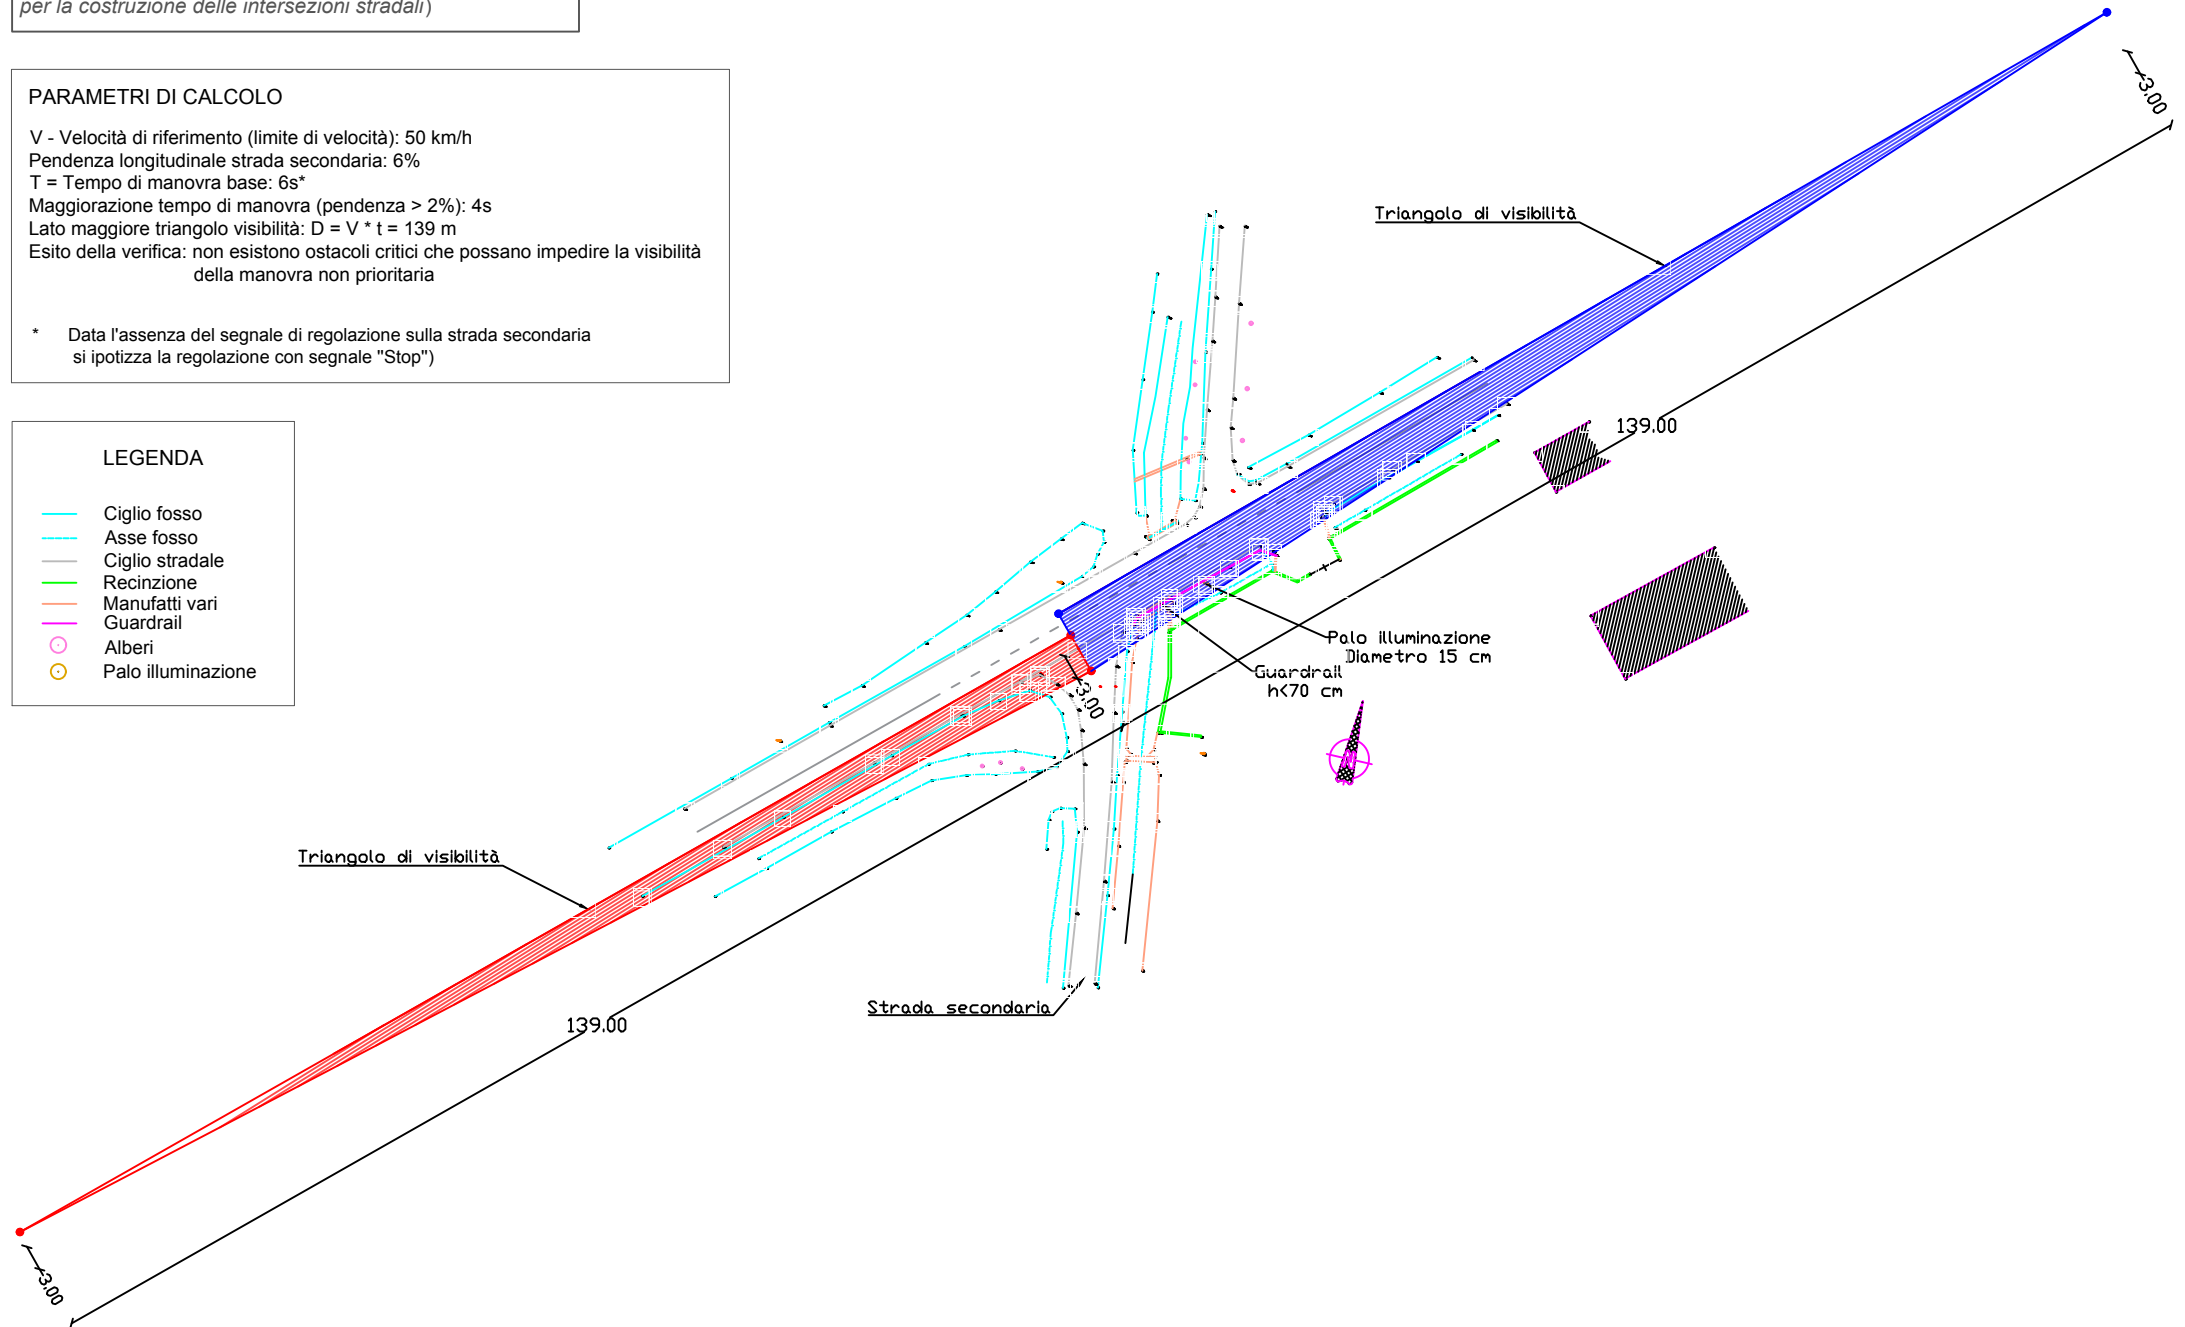 per la costruzione delle intersezioni stradali)
PARAMETRI DI CALCOLO
V - Velocità di riferimento (limite di velocità): 50 km/h
Pendenza longitudinale strada secondaria: 6%
T = Tempo di manovra base: 6s*
Maggiorazione tempo di manovra (pendenza > 2%): 4s
Lato maggiore triangolo visibilità: D = V * t = 139 m
Esito della verifica: non esistono ostacoli critici che possano impedire la visibilità
della manovra non prioritaria
* Data l'assenza del segnale di regolazione sulla strada secondaria
si ipotizza la regolazione con segnale "Stop")
LEGENDA
Ciglio fosso
Asse fosso
Ciglio stradale
Recinzione
Manufatti vari
Guardrail
Alberi
Palo illuminazione
3.00
Triangolo di visibilità
139.00
Palo illuminazione
Diametro 15 cm
Guardrail
h<70 cm
3.00
Triangolo di visibilità
Strada secondaria
139.00
3.00